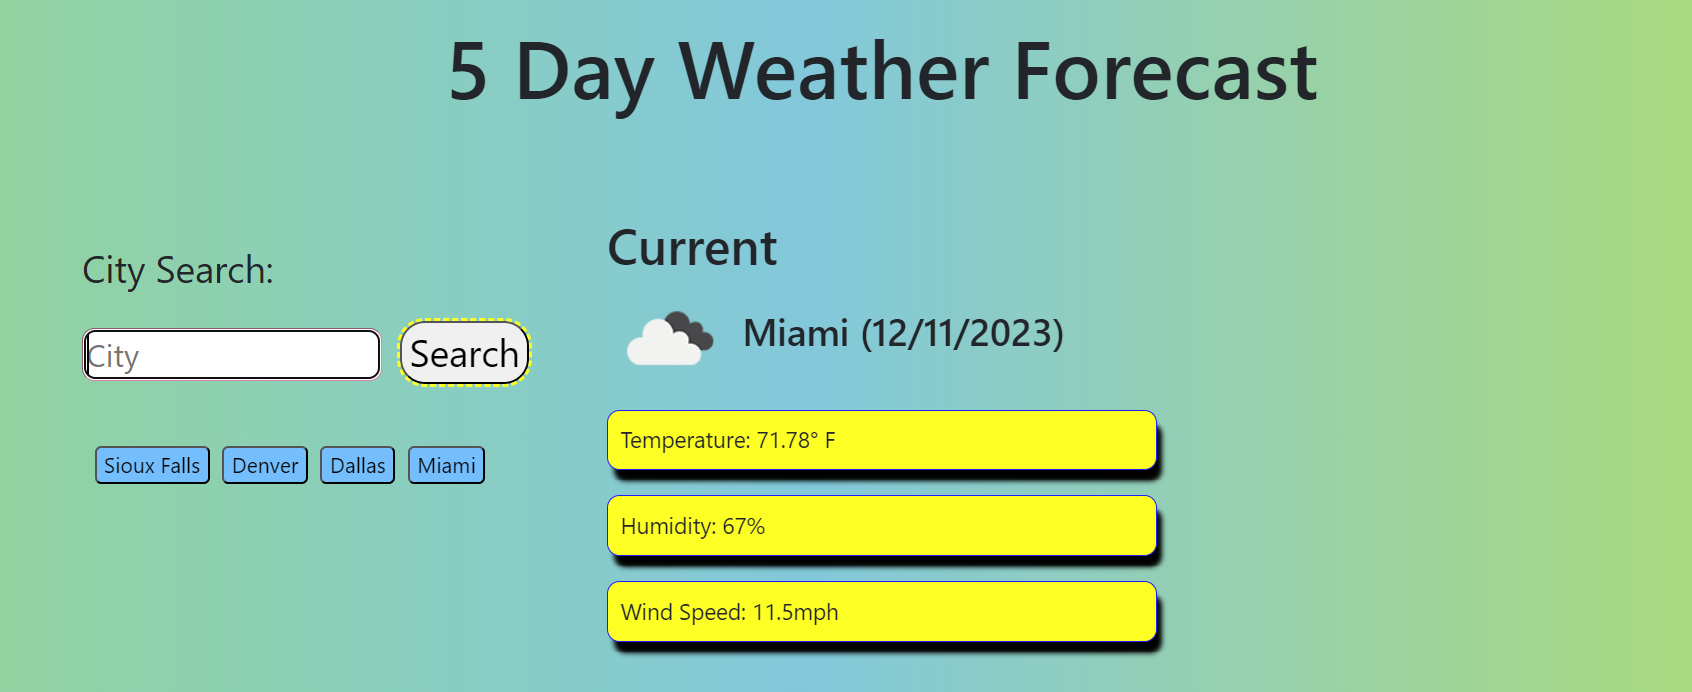 5 Day Weather Forecast
City Search:
City
Search
Sioux Falls
Denver
Dallas
Miami
Current
Miami (12/11/2023)
Temperature: 71.78° F
Humidity: 67%
Wind Speed: 11.5mph